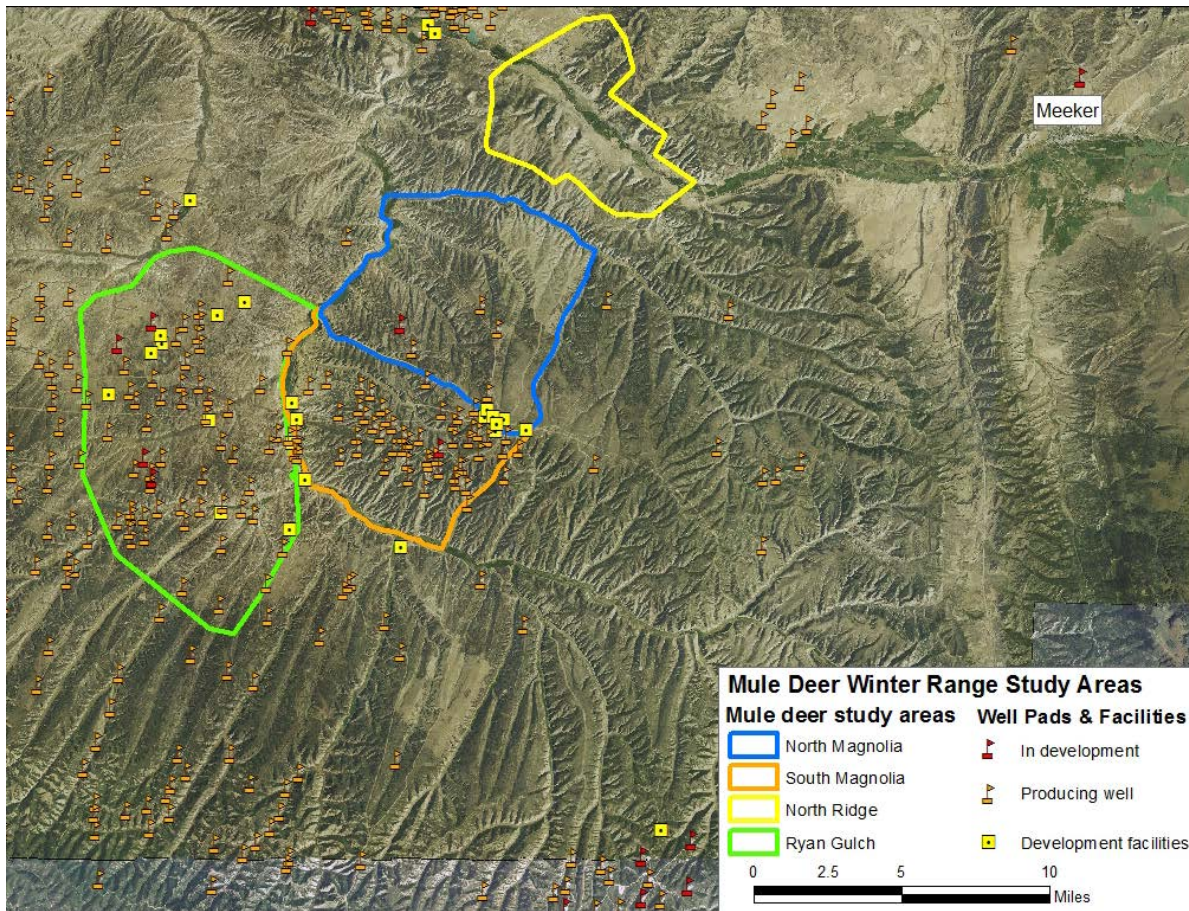 Meeker
Mule Deer Winter Range Study Areas
Mule deer study areas
Well Pads & Facilities
North Magnolia
In development
South Magnolia
Producing well
North Ridge
Ryan Gulch
Development facilities
0 2.5 5 10
Miles